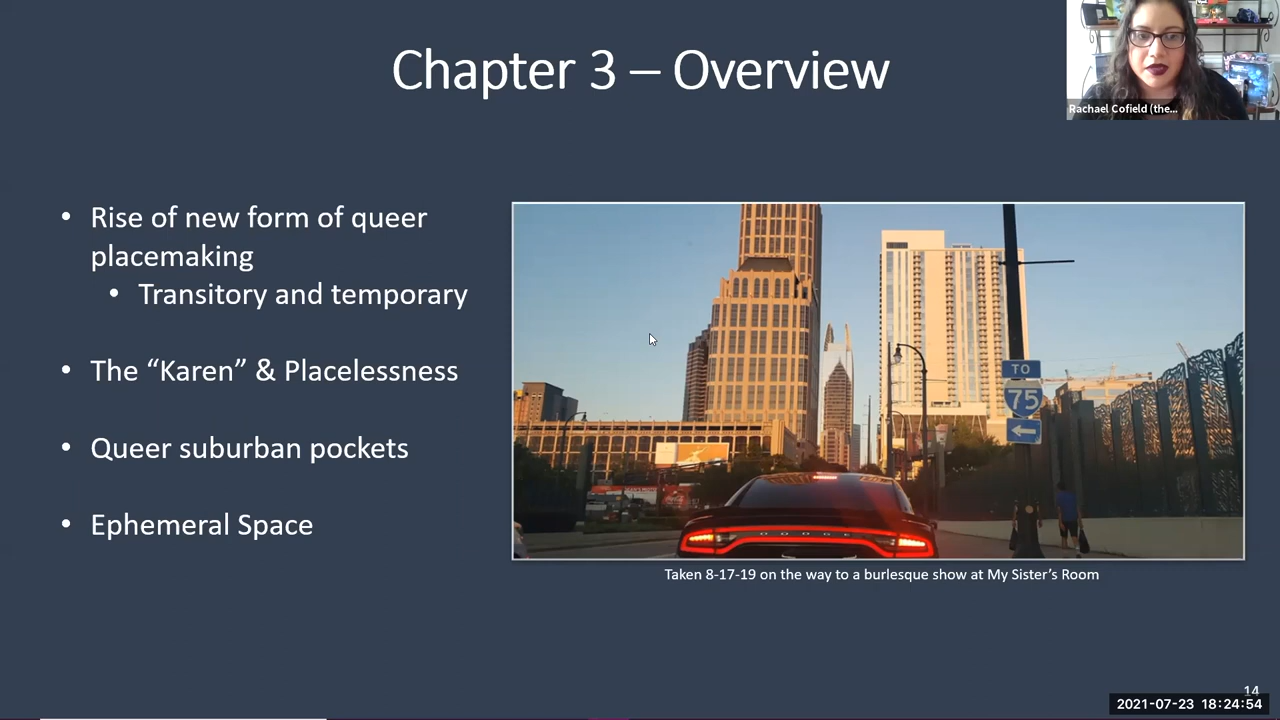 Chapter 3 – Overview
Rachael Cofield (the...
• Rise of new form of queer
placemaking
• Transitory and temporary
• The “Karen” & Placelessness
• Queer suburban pockets
• Ephemeral Space
TO
75
DODGE
Taken 8-17-19 on the way to a burlesque show at My Sister’s Room
14
2021-07-23 18:24:54